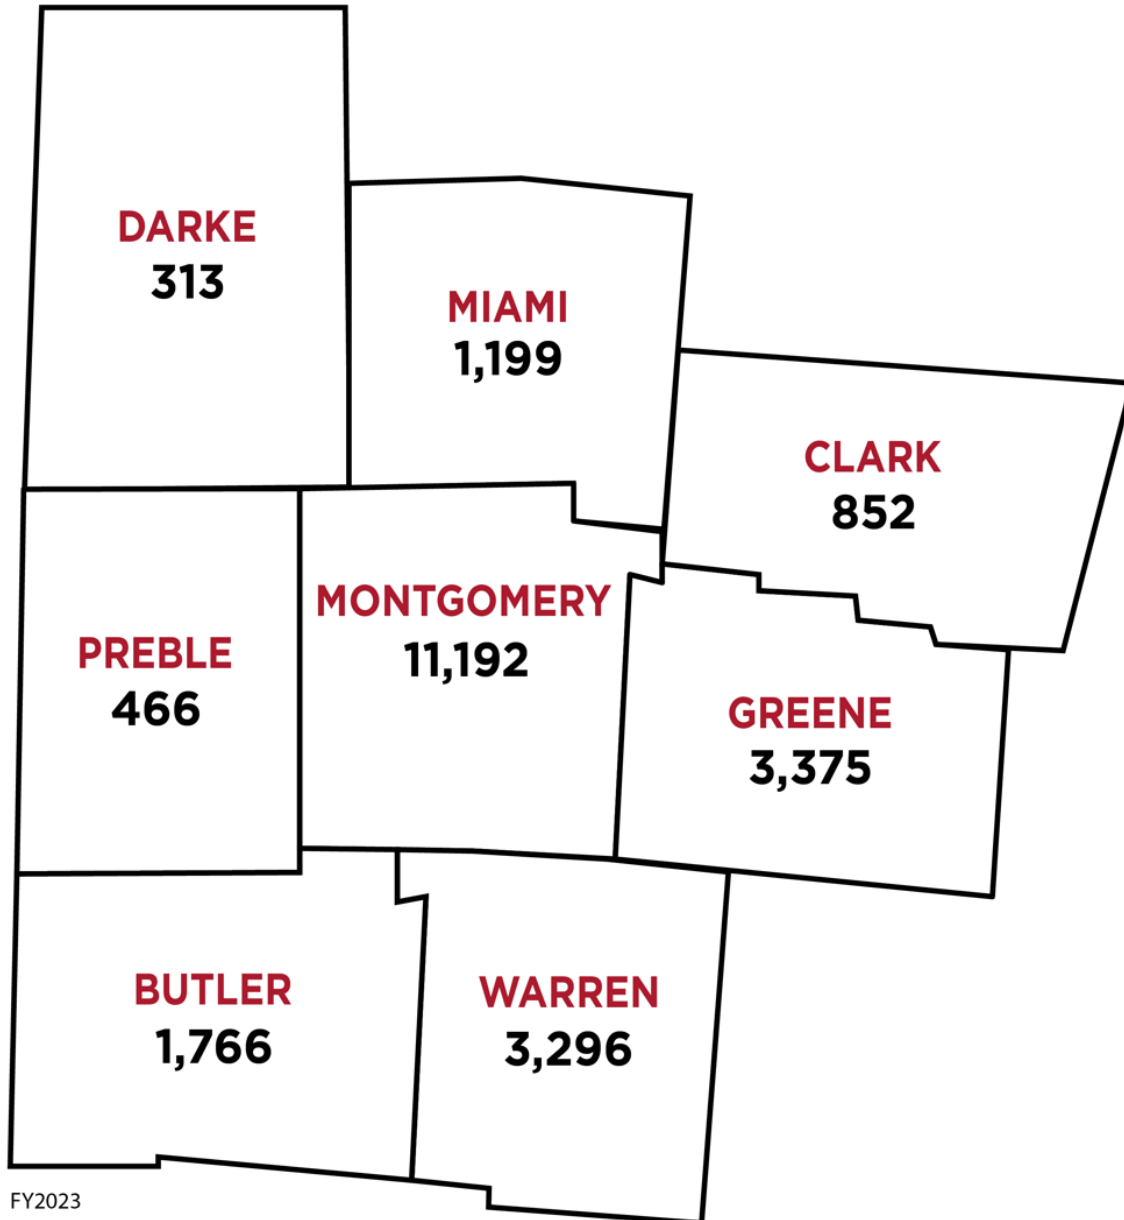 DARKE
313
MIAMI
1,199
CLARK
852
MONTGOMERY
11,192
PREBLE
466
GREENE
3,375
BUTLER
1,766
WARREN
3,296
FY2023